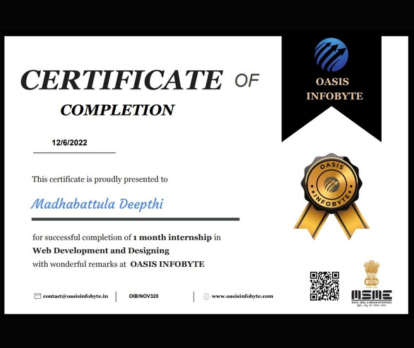 CERTIFICATE OF
COMPLETION
OASIS
INFOBYTE
12/6/2022
This certificate is proudly presented to
Madhabattula Deepthi
OASIS
INFOBYTE
for successful completion of 1 month internship in
Web Development and Designing
with wonderful remarks at OASIS INFOBYTE
contact@oasisinfobyte.in
OIB/NOV320
www.oasisinfobyte.com
MSME